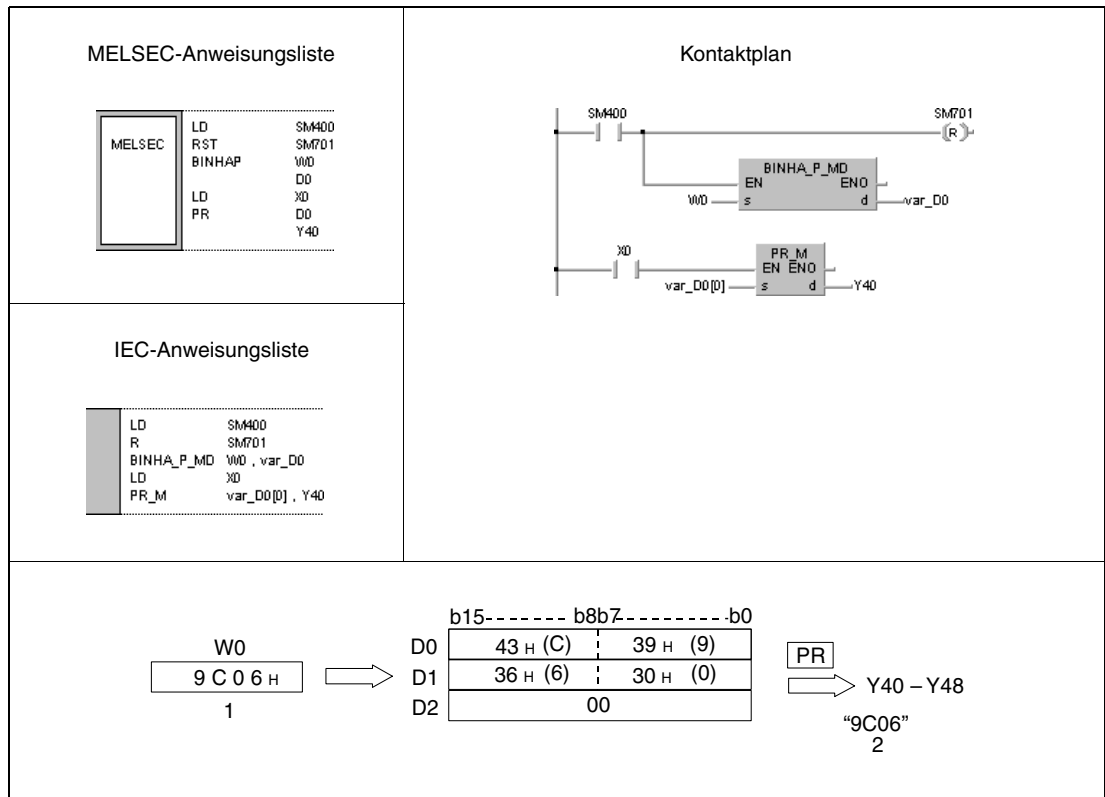 MELSEC-Anweisungsliste
MELSEC
LD SM400
RST SM701
BINHAP W0
D0
LD X0
PR D0
Y40
Kontaktplan
SM400 SM701
R
BINHA_P_MD
EN ENO
W0 s d var_D0
X0
PR_M
EN ENO
var_D0[0] s d Y40
IEC-Anweisungsliste
LD SM400
R SM701
BINHA_P_MD W0 , var_D0
LD X0
PR_M var_D0[0] , Y40
b15------- b8b7----------b0
W0
9 C 0 6 H
1
D0 43 H (C) 39 H (9)
D1 36 H (6) 30 H (0)
D2 00
PR
Y40 – Y48
“9C06”
2